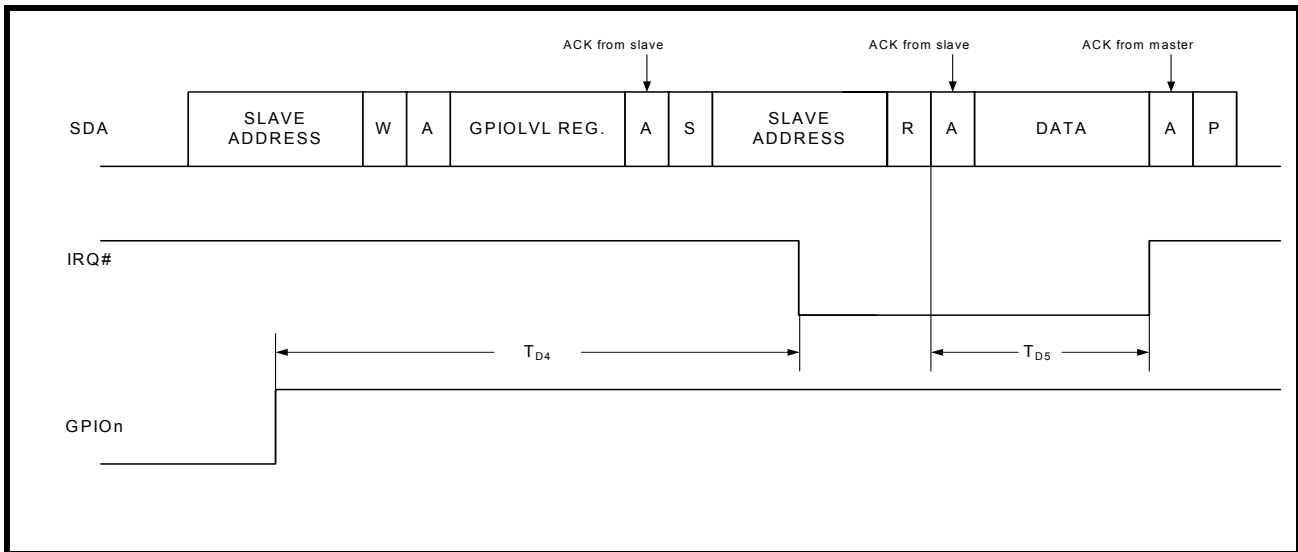 ACK from slave
ACK from slave
ACK from master
SDA
SLAVE
ADDRESS
W
A
GPIOLVL REG.
A
S
SLAVE
ADDRESS
R
A
DATA
A
P
IRQ#
TD4
TD5
GPIOn